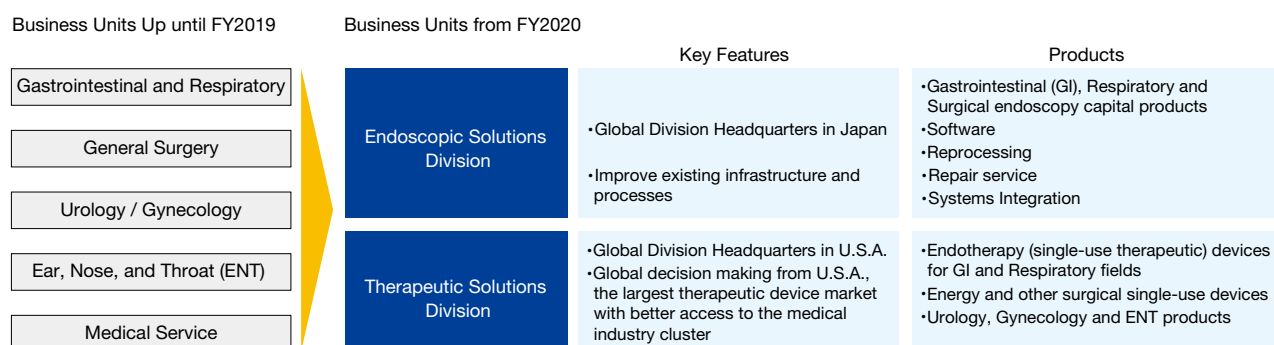 Business Units Up until FY2019
Business Units from FY2020
Key Features
Products
Gastrointestinal and Respiratory
General Surgery
Urology / Gynecology
Ear, Nose, and Throat (ENT)
Medical Service
Endoscopic Solutions
Division
・Global Division Headquarters in Japan
・Improve existing infrastructure and
processes
・Gastrointestinal (GI), Respiratory and
Surgical endoscopy capital products
・Software
・Reprocessing
・Repair service
・Systems Integration
Therapeutic Solutions
Division
・Global Division Headquarters in U.S.A.
・Global decision making from U.S.A.,
the largest therapeutic device market
with better access to the medical
industry cluster
・Endotherapy (single-use therapeutic) devices
for GI and Respiratory fields
・Energy and other surgical single-use devices
・Urology, Gynecology and ENT products